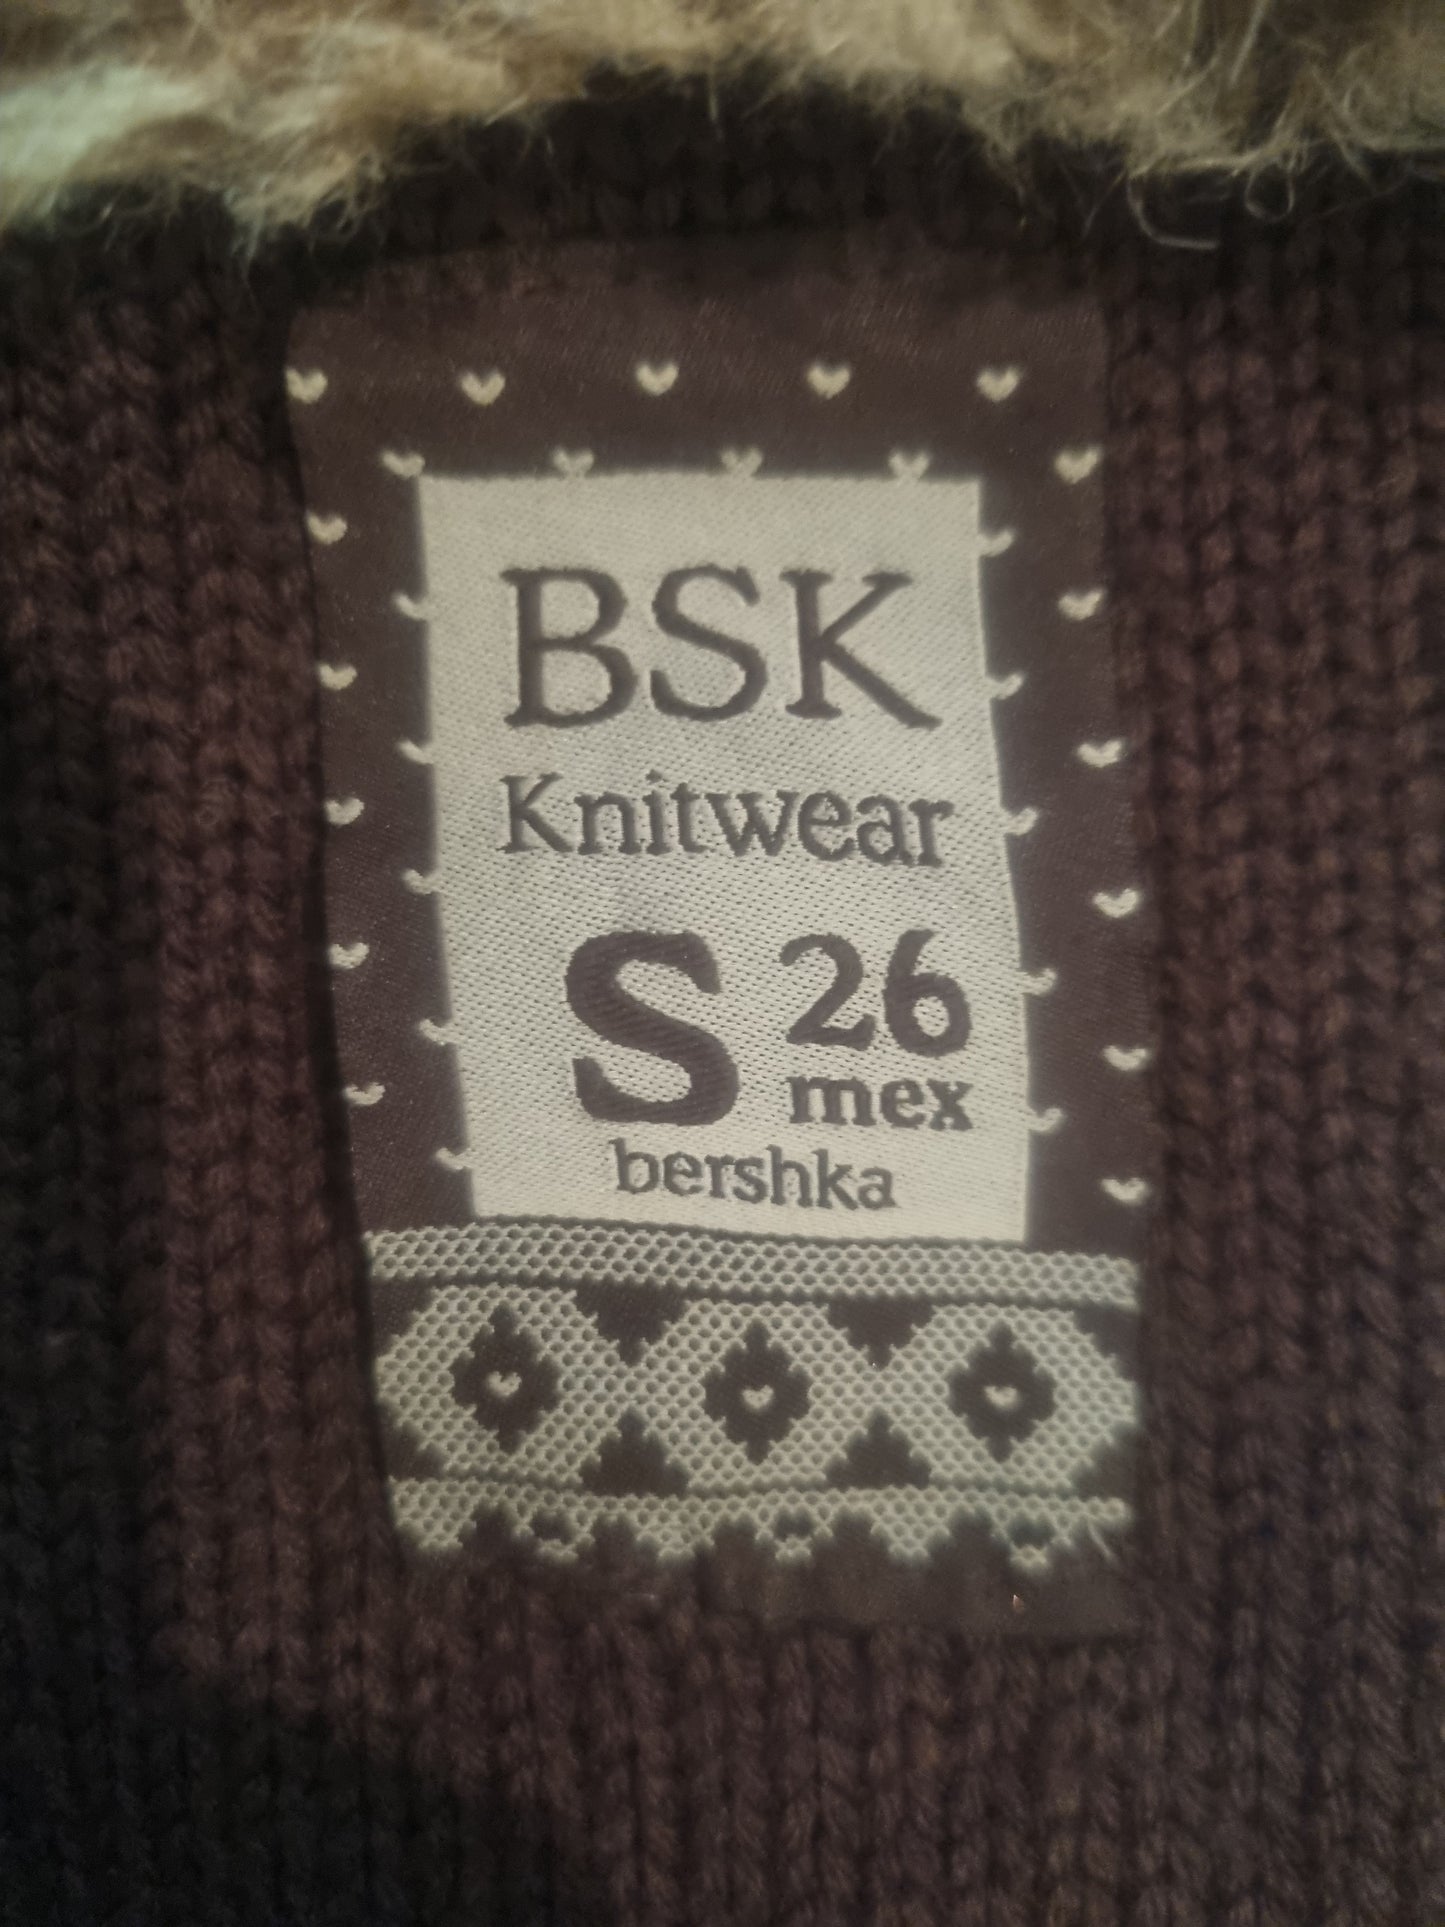 BSK
Knitwear
S 26
mex
bershka